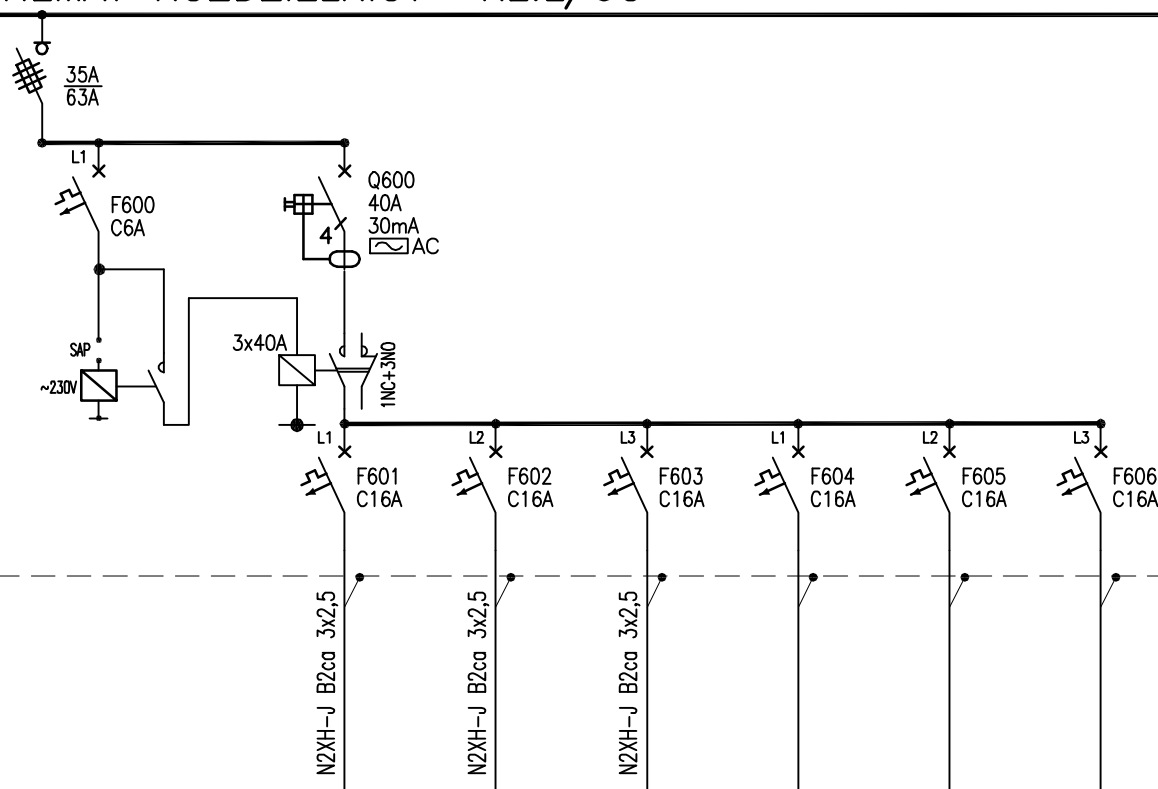 35A
63A
L1
F600
C6A
Q600
40A
30mA
AC
4
SAP
~230V
3x40A
1NC+3NO
L1
L2
L3
L1
L2
L3
F601
C16A
F602
C16A
F603
C16A
F604
C16A
F605
C16A
F606
C16A
N2XH-J B2ca 3x2,5
N2XH-J B2ca 3x2,5
N2XH-J B2ca 3x2,5